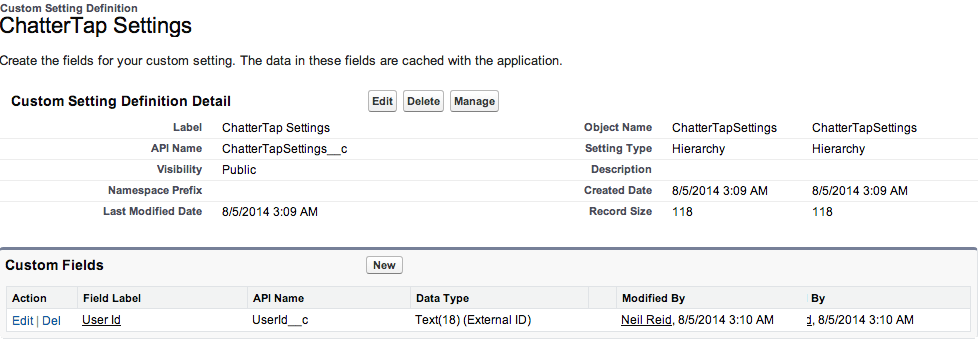 Custom Setting Definition
ChatterTap Settings
Create the fields for your custom setting. The data in these fields are cached with the application.
Custom Setting Definition Detail Edit Delete Manage
Label ChatterTap Settings Object Name ChatterTapSettings ChatterTapSettings
API Name ChatterTapSettings__c Setting Type Hierarchy Hierarchy
Visibility Public Description
Namespace Prefix Created Date 8/5/2014 3:09 AM 8/5/2014 3:09 AM
Last Modified Date 8/5/2014 3:09 AM Record Size 118 118
Custom Fields New
Action Field Label API Name Data Type Modified By By
Edit | Del User Id UserId__c Text(18) (External ID) Neil Reid, 8/5/2014 3:10 AM d, 8/5/2014 3:10 AM